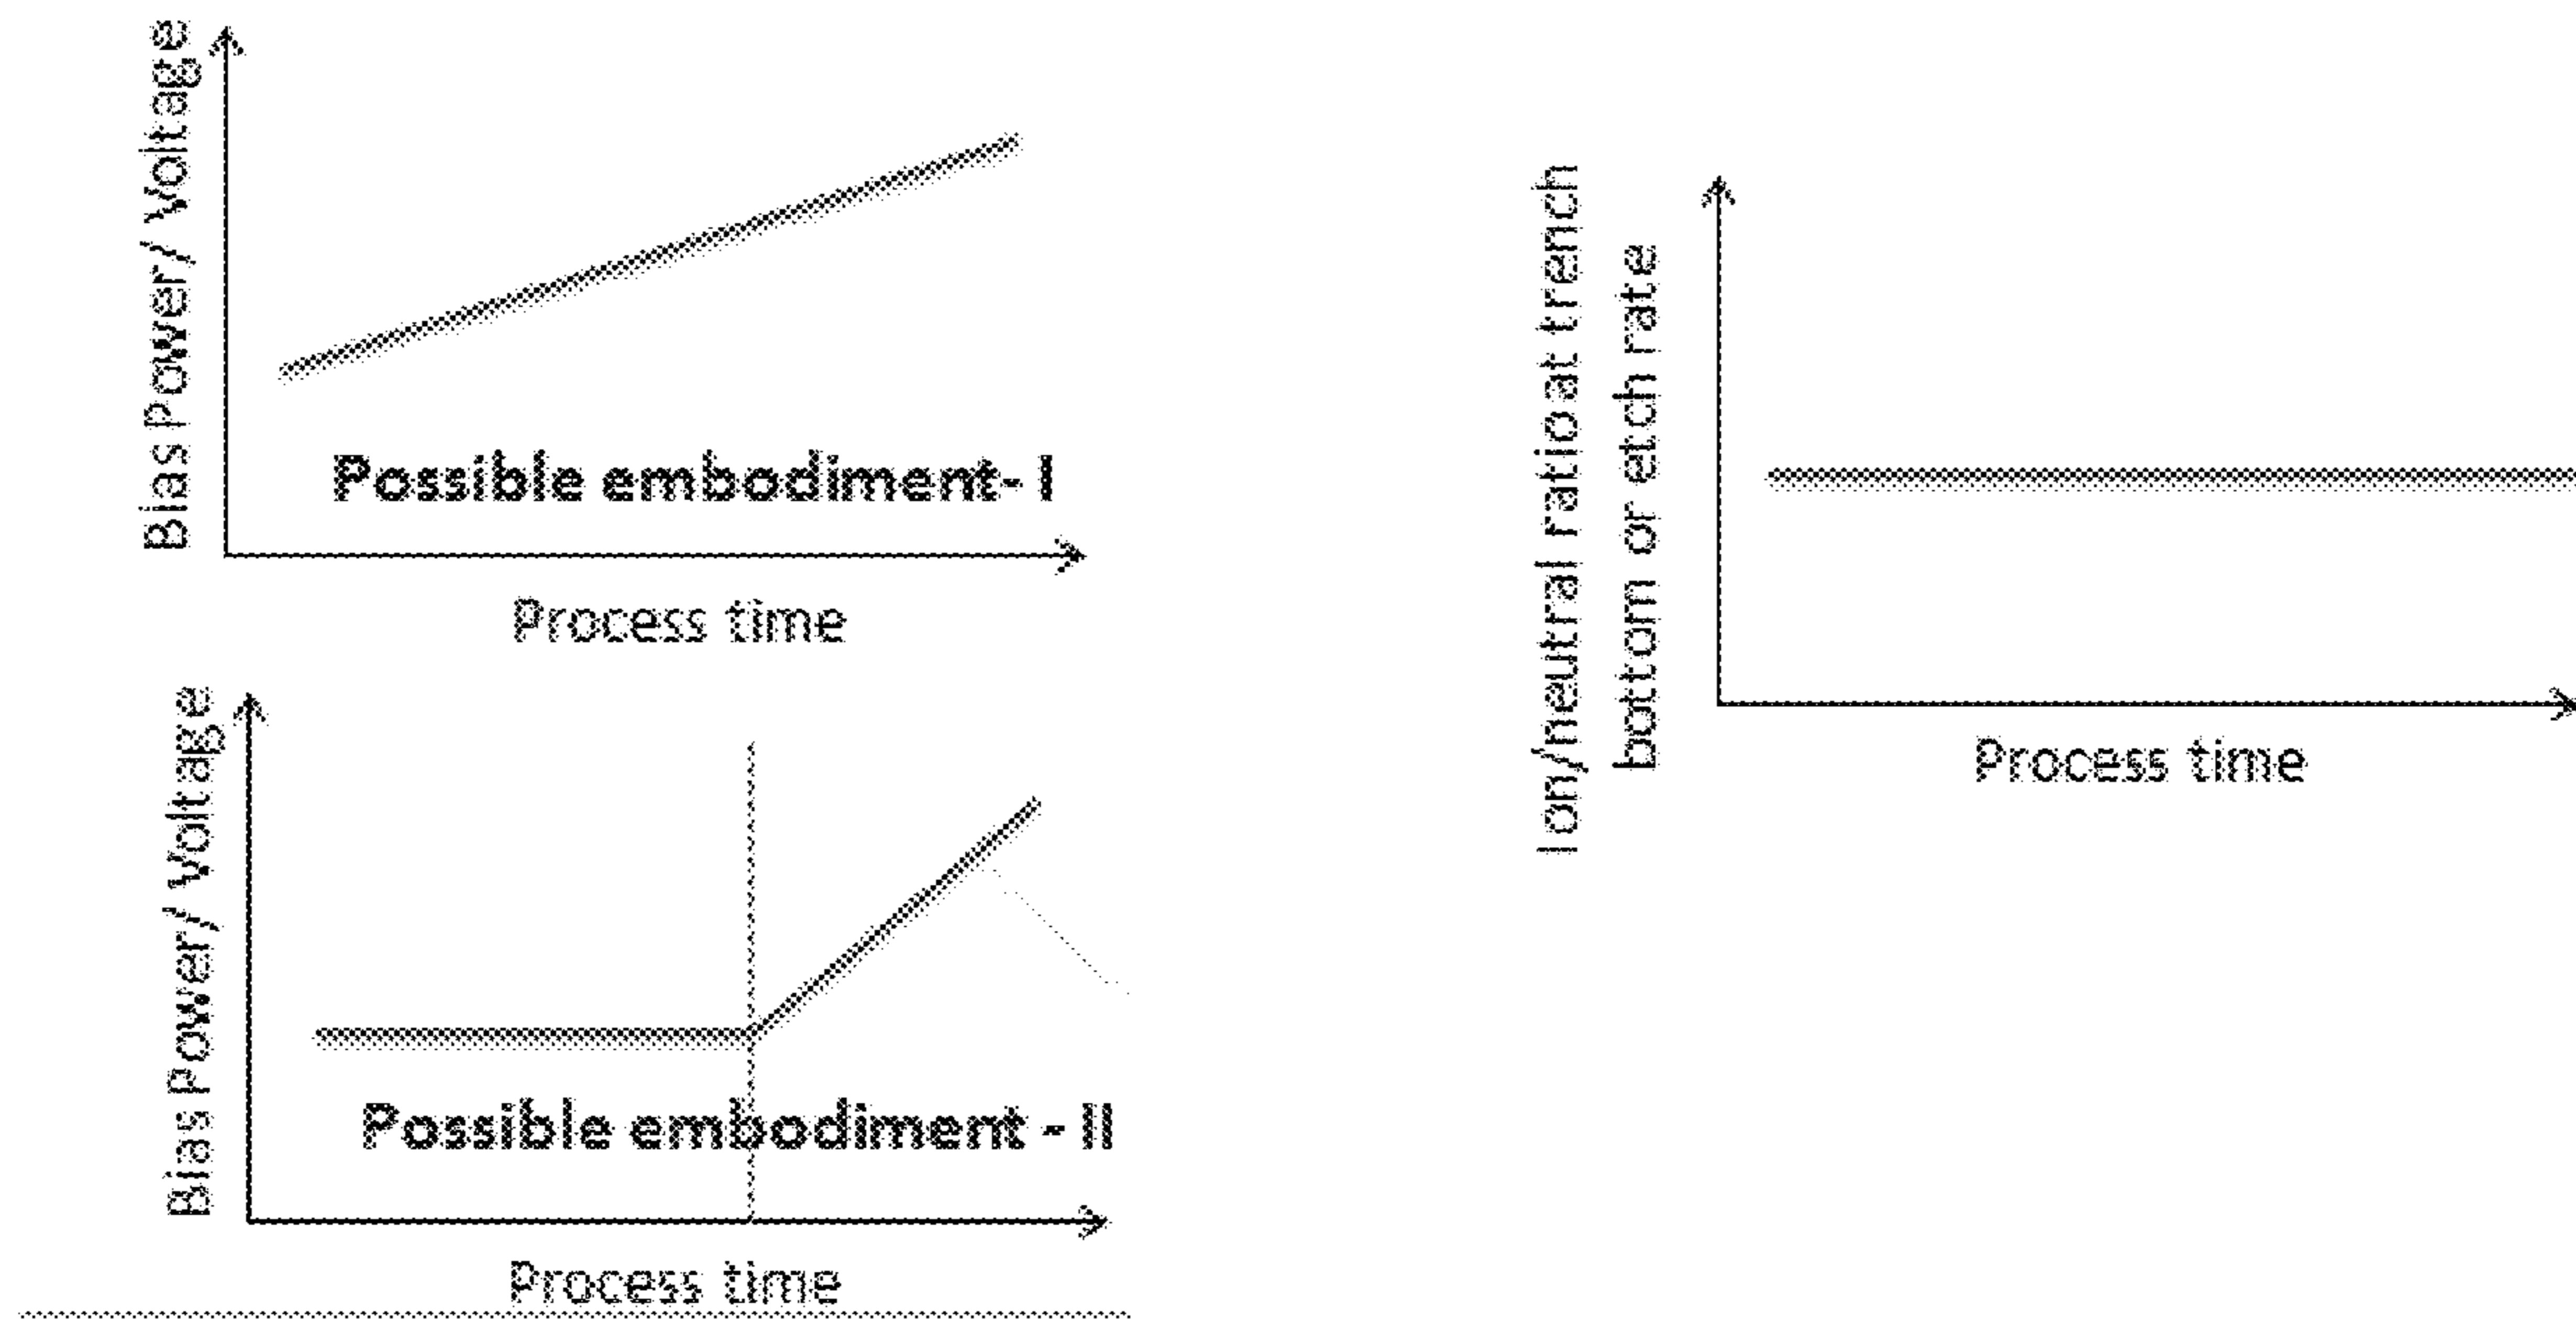 Bias Power/ Voltage
Possible embodiment- I
Process time
Bias Power/ Voltage
Possible embodiment - II
Process time
Ion/neutral ratio at trench
bottom or etch rate
Process time